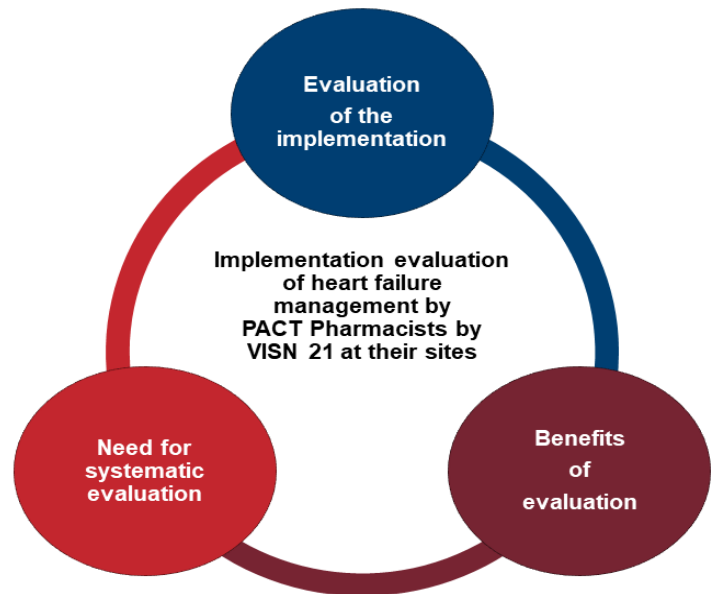 Evaluation
of the
implementation
Implementation evaluation
of heart failure
management by
PACT Pharmacists by
VISN 21 at their sites
Need for
systematic
evaluation
Benefits
of
evaluation